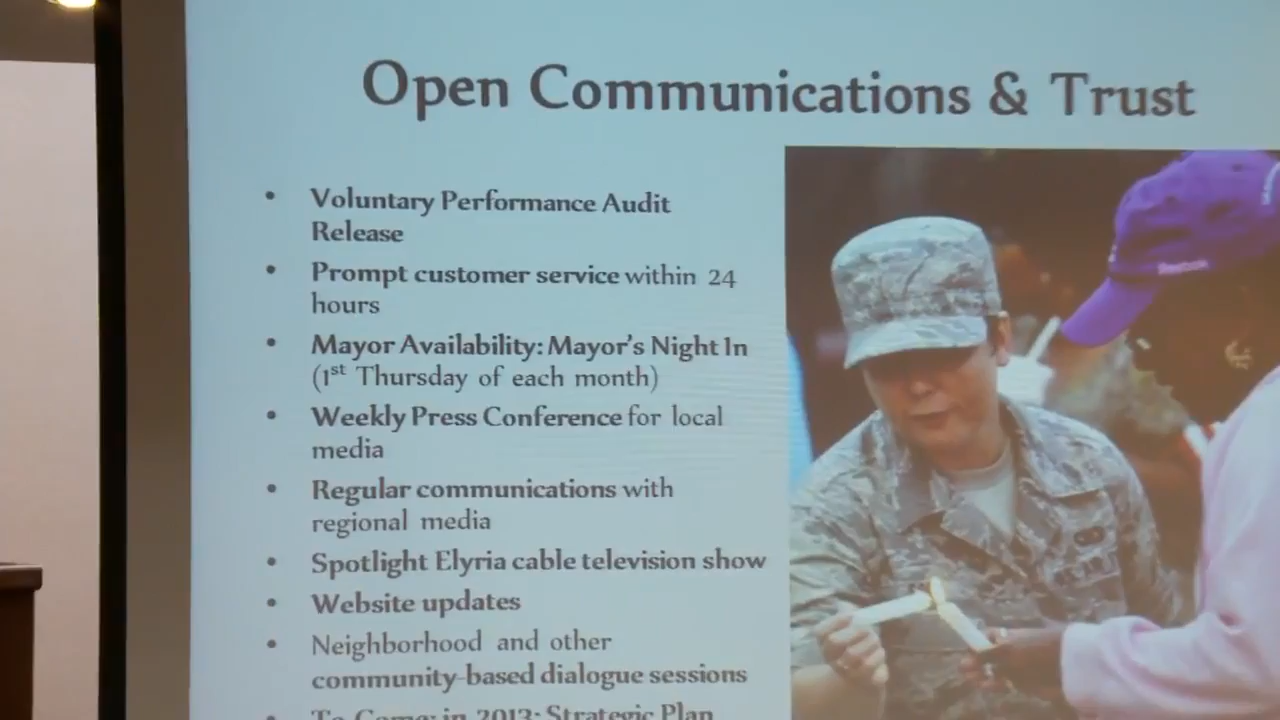 Open Communications & Trust
• Voluntary Performance Audit
Release
• Prompt customer service within 24
hours
• Mayor Availability: Mayor's Night In
(1st Thursday of each month)
• Weekly Press Conference for local
media
• Regular communications with
regional media
• Spotlight Elyria cable television show
• Website updates
• Neighborhood and other
community-based dialogue sessions
• To Come: in 2013: Strategic Plan